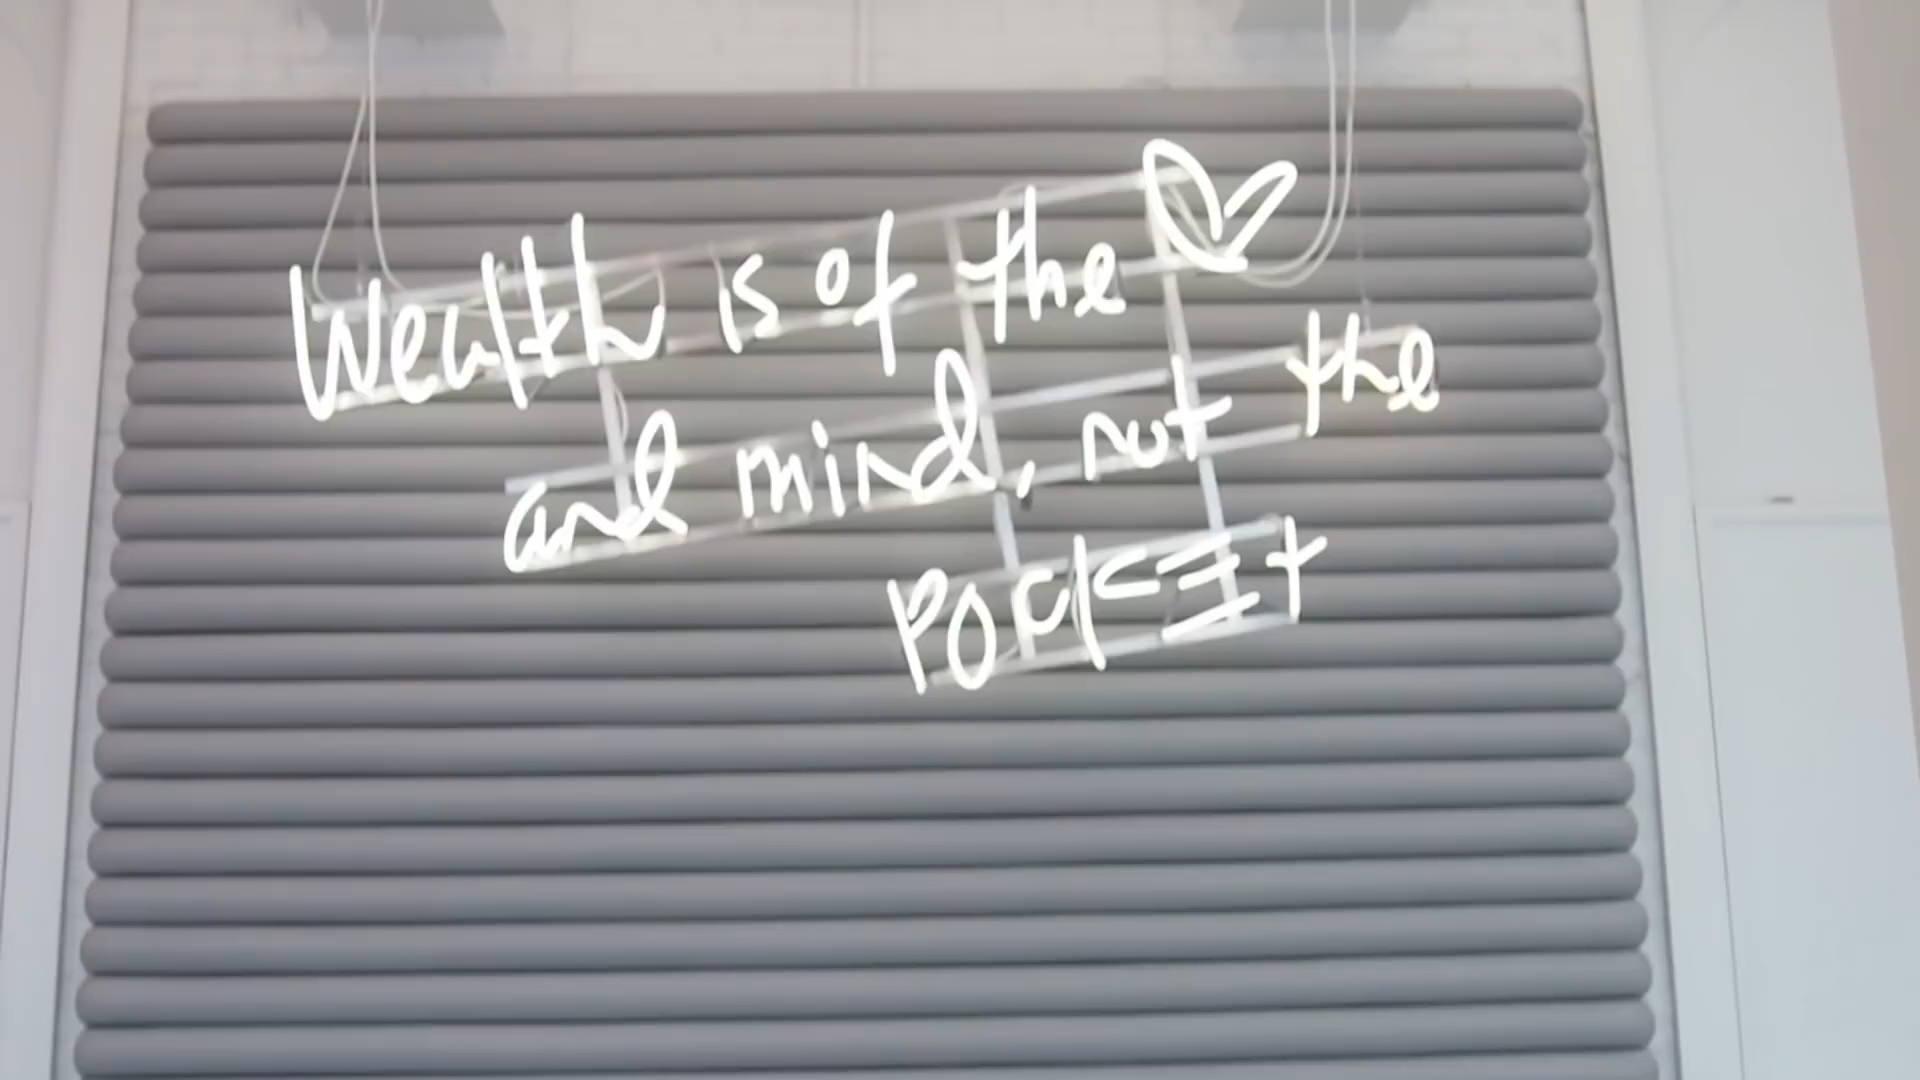 Wealth is of the ♡
and mind, not the
POCKEt